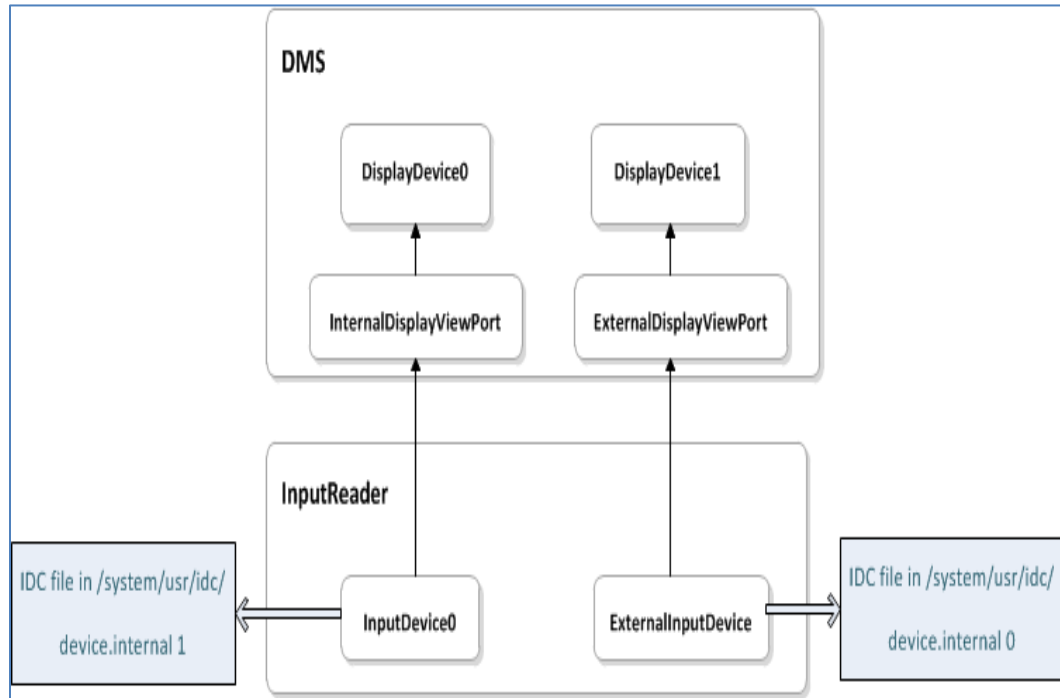 DMS
DisplayDevice0
DisplayDevice1
InternalDisplayViewPort
ExternalDisplayViewPort
InputReader
IDC file in /system/usr/idc/
device.internal 1
InputDevice0
ExternalInputDevice
IDC file in /system/usr/idc/
device.internal 0